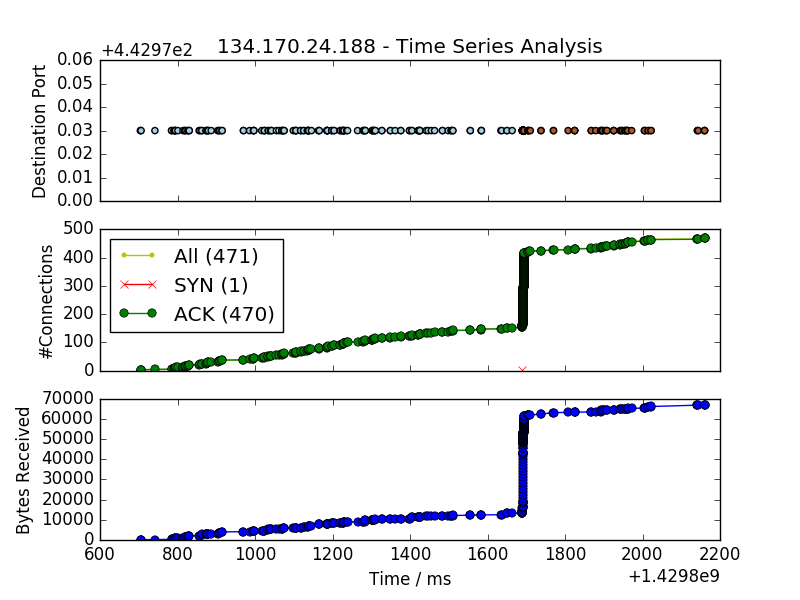 +4.4297e2
134.170.24.188 - Time Series Analysis
0.06
0.05
0.04
0.03
0.02
0.01
0.00
Destination Port
500
400
300
200
100
0
#Connections
All (471)
SYN (1)
ACK (470)
70000
60000
50000
40000
30000
20000
10000
0
Bytes Received
600 800 1000 1200 1400 1600 1800 2000 2200
Time / ms
+1.4298e9